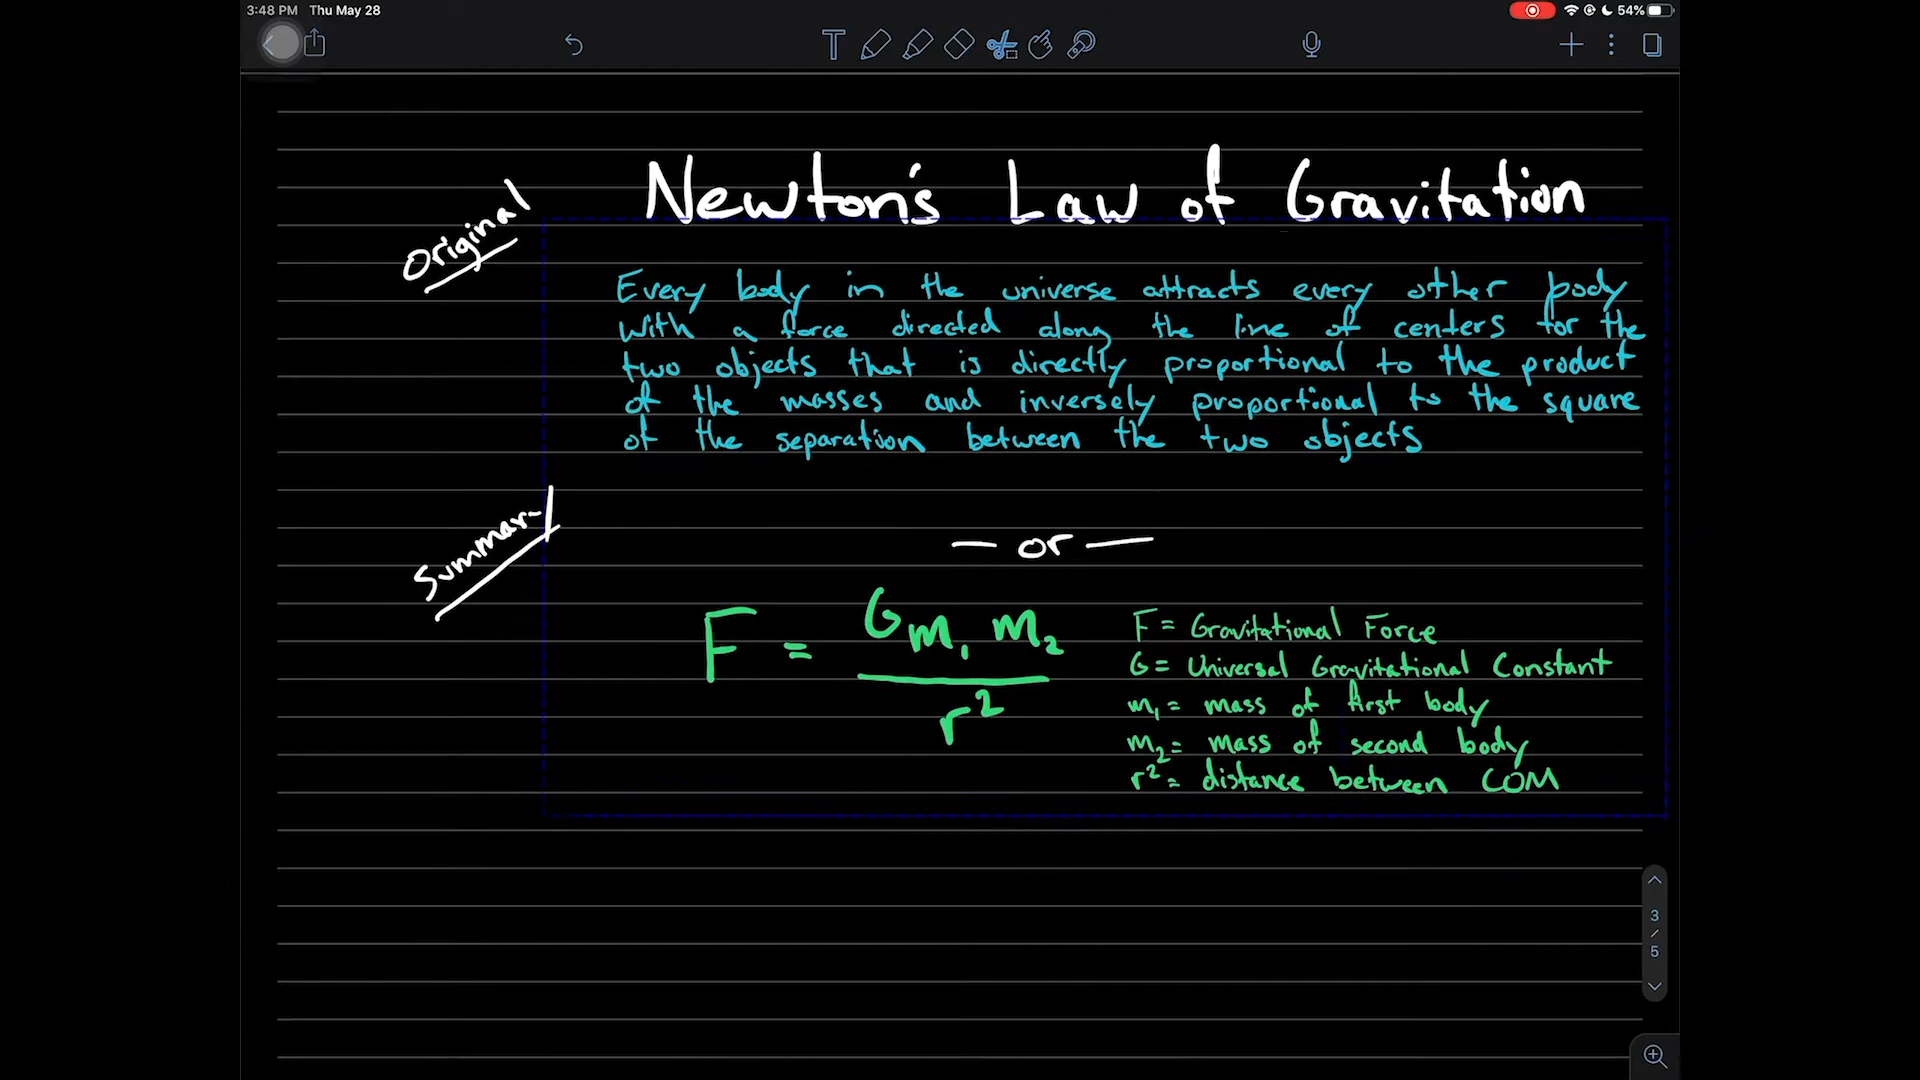 3:48 PM Thu May 28
54%
Newton's Law of Gravitation
Original
Every body in the universe attracts every other body
with a force directed along the line of centers for the
two objects that is directly proportional to the product
of the masses and inversely proportional to the square
of the separation between the two objects
Summary
— or —
F = G m₁ m₂ / r²
F = Gravitational Force
G = Universal Gravitational Constant
m₁ = mass of first body
m₂ = mass of second body
r² = distance between COM
3
/
5